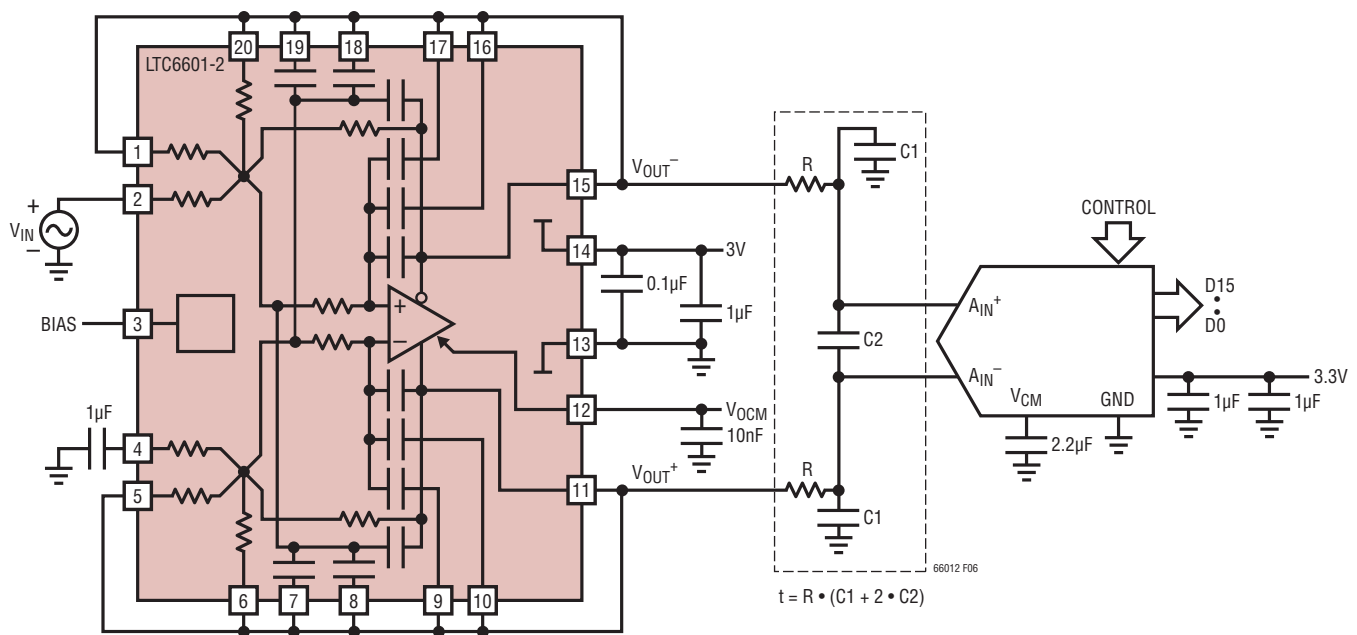 20
19
18
17
16
LTC6601-2
1
2
+
VIN
–
BIAS
3
1µF
4
5
6
7
8
9
10
+
–
15
VOUT–
14
3V
0.1µF
1µF
13
12
VOCM
10nF
11
VOUT+
R
C1
C2
R
C1
66012 F06
t = R • (C1 + 2 • C2)
CONTROL
AIN+
AIN–
VCM
GND
D15
•
•
D0
3.3V
1µF
1µF
2.2µF